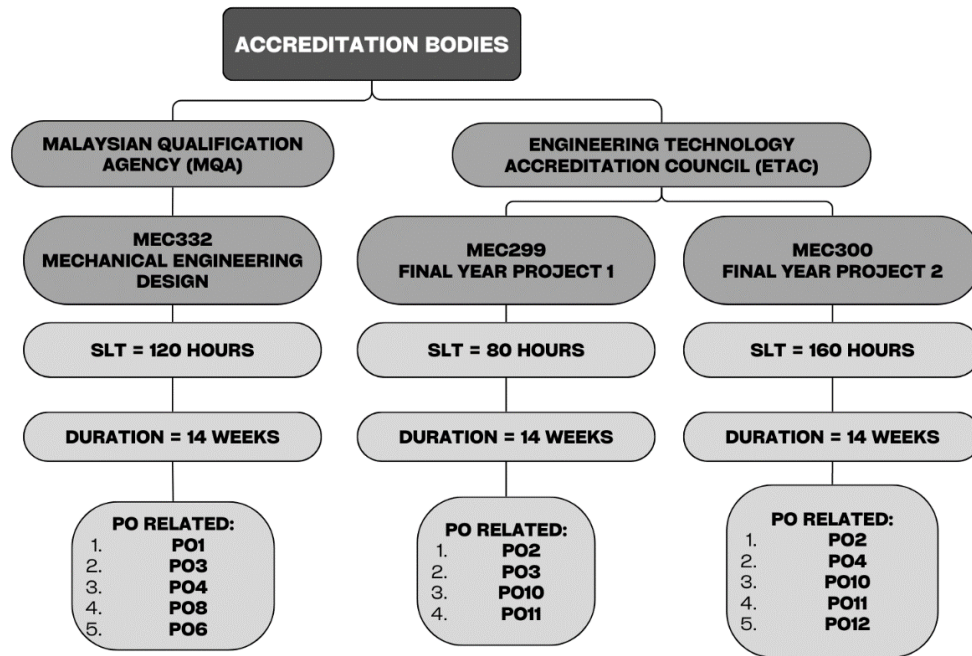 ACCREDITATION BODIES
MALAYSIAN QUALIFICATION
AGENCY (MQA)
ENGINEERING TECHNOLOGY
ACCREDITATION COUNCIL (ETAC)
MEC332
MECHANICAL ENGINEERING
DESIGN
MEC299
FINAL YEAR PROJECT 1
MEC300
FINAL YEAR PROJECT 2
SLT = 120 HOURS
SLT = 80 HOURS
SLT = 160 HOURS
DURATION = 14 WEEKS
DURATION = 14 WEEKS
DURATION = 14 WEEKS
PO RELATED:
1. PO1
2. PO3
3. PO4
4. PO8
5. PO6
PO RELATED:
1. PO2
2. PO3
3. PO10
4. PO11
PO RELATED:
1. PO2
2. PO4
3. PO10
4. PO11
5. PO12